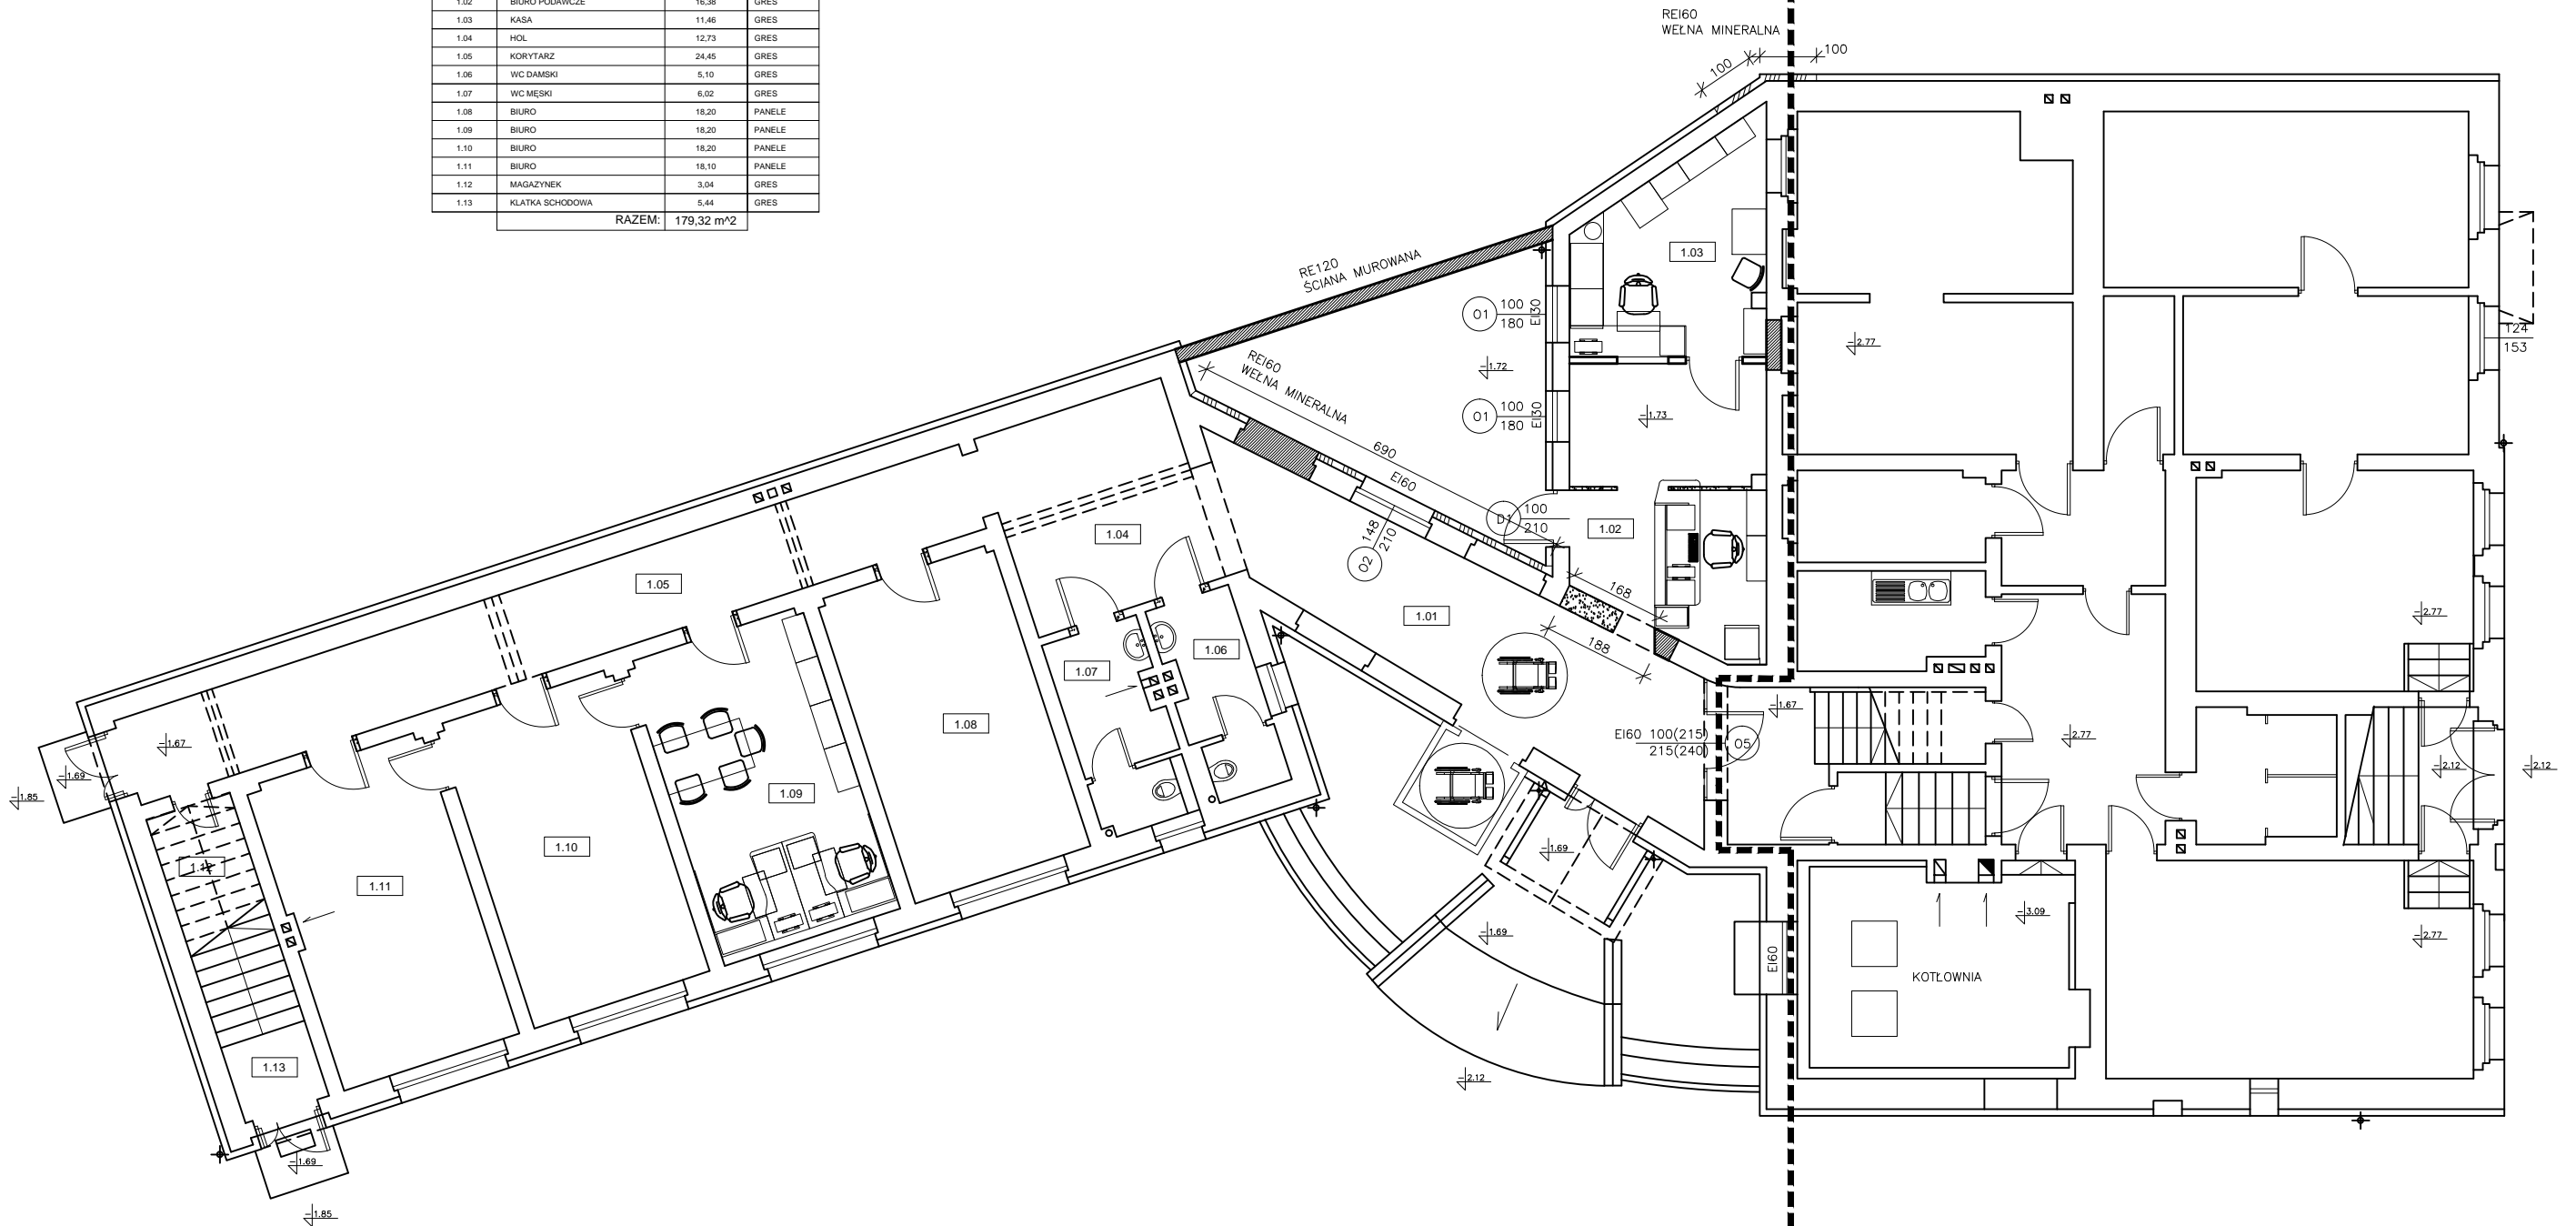 1.02 BIURO PODAWCZE 16,38 GRES
1.03 KASA 11,46 GRES
1.04 HOL 12,73 GRES
1.05 KORYTARZ 24,45 GRES
1.06 WC DAMSKI 5,10 GRES
1.07 WC MĘSKI 6,02 GRES
1.08 BIURO 18,20 PANELE
1.09 BIURO 18,20 PANELE
1.10 BIURO 18,20 PANELE
1.11 BIURO 18,10 PANELE
1.12 MAGAZYNEK 3,04 GRES
1.13 KLATKA SCHODOWA 5,44 GRES
RAZEM: 179,32 m^2
REI60
WEŁNA MINERALNA
100
100
1.03
RE120
ŚCIANA MUROWANA
O1 100
180
EI30
124
153
-2.77
REI60
WEŁNA MINERALNA
-1.72
O1 100
180
EI30
-1.73
690
EI60
D1 100
210
1.02
O2 148
210
1.04
1.05
168
1.01
188
-2.77
1.06
1.07
1.08
-1.67
EI60 100(215)
215(240)
O5
-2.77
-1.67
-1.69
-1.85
-2.12
-2.12
1.09
1.10
1.12
1.11
-1.69
-1.69
-3.09
-2.77
EI60
KOTŁOWNIA
1.13
-2.12
-1.69
-1.85